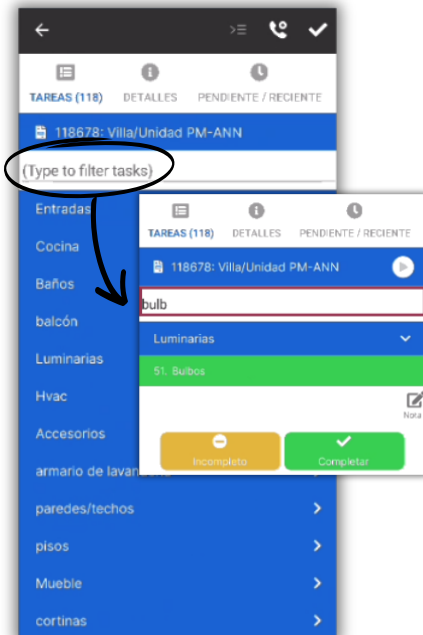 TAREAS (118) DETALLES PENDIENTE / RECIENTE
118678: Villa/Unidad PM-ANN
(Type to filter tasks)
Entradas
Cocina
Baños
balcón
Luminarias
Hvac
Accesorios
armario de lavandería
paredes/techos
pisos
Mueble
cortinas
TAREAS (118) DETALLES PENDIENTE / RECIENTE
118678: Villa/Unidad PM-ANN
bulb
Luminarias
51. Bulbos
Nota
Incompleto Completar